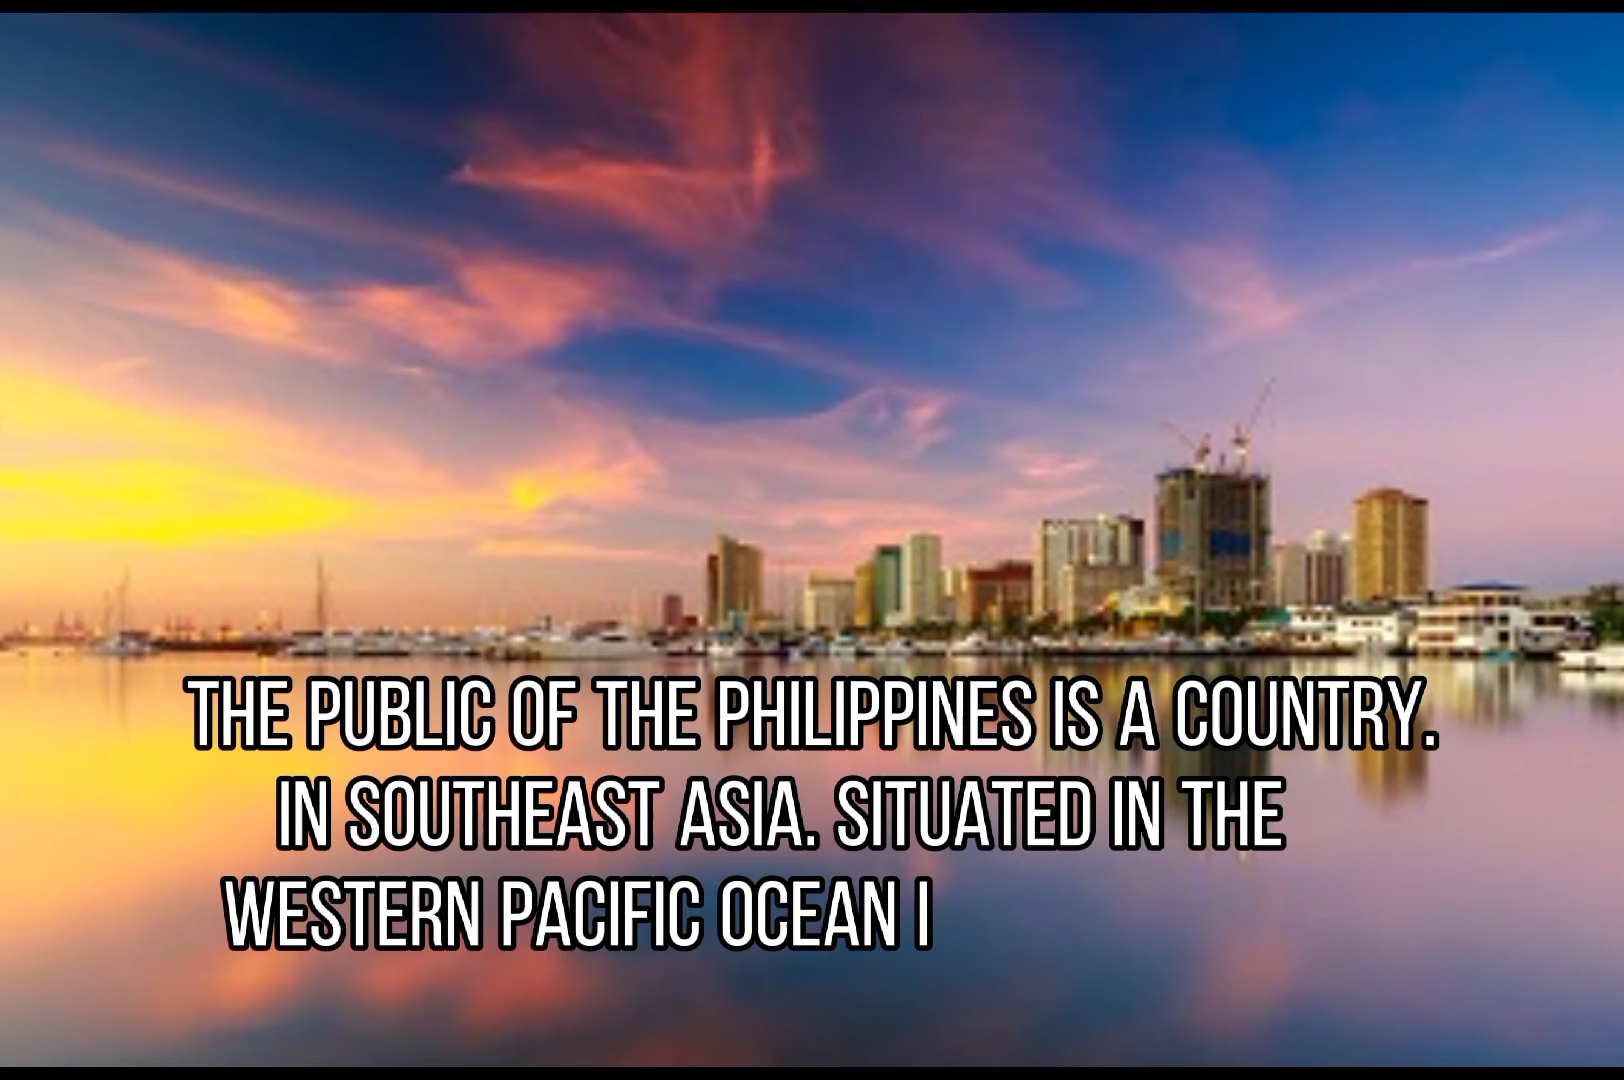 THE PUBLIC OF THE PHILIPPINES IS A COUNTRY.
IN SOUTHEAST ASIA. SITUATED IN THE
WESTERN PACIFIC OCEAN I